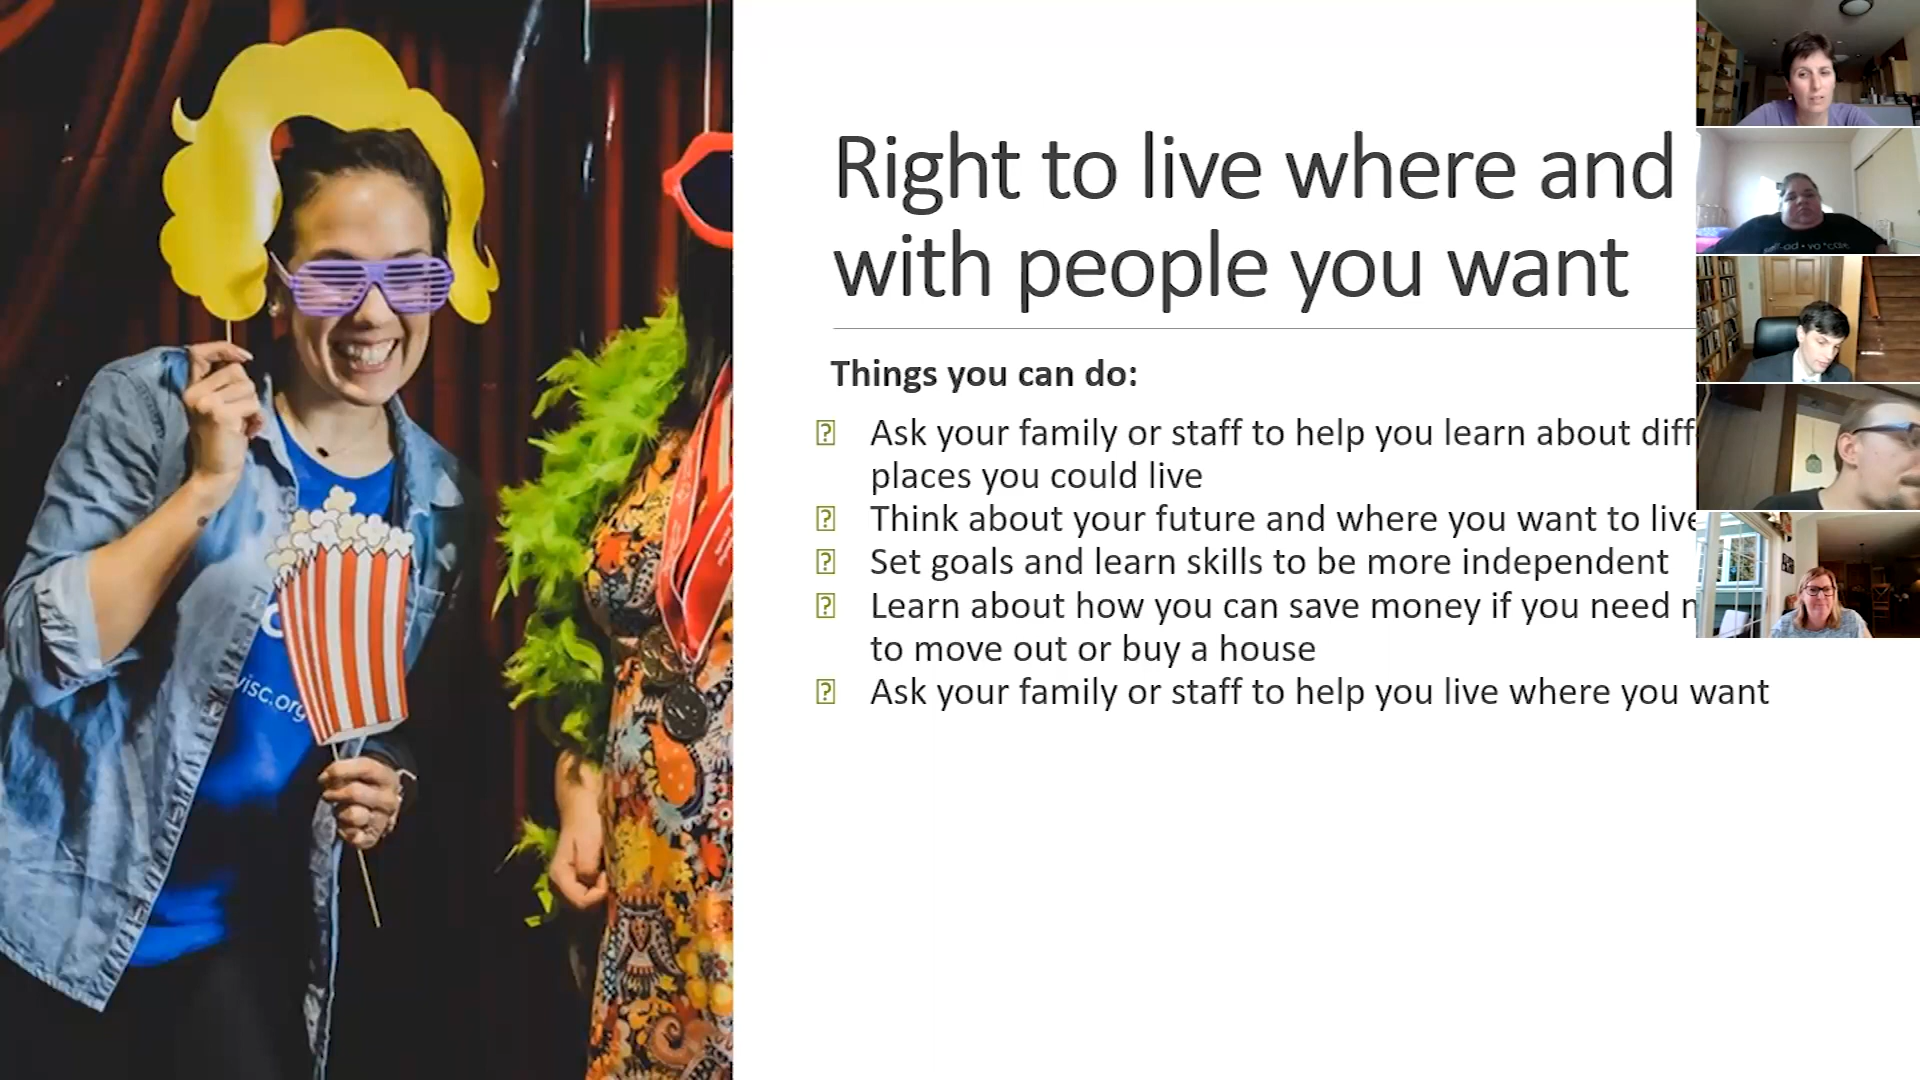 Right to live where and
with people you want
Things you can do:
Ask your family or staff to help you learn about diff
places you could live
Think about your future and where you want to live
Set goals and learn skills to be more independent
Learn about how you can save money if you need
to move out or buy a house
Ask your family or staff to help you live where you want
visc.org